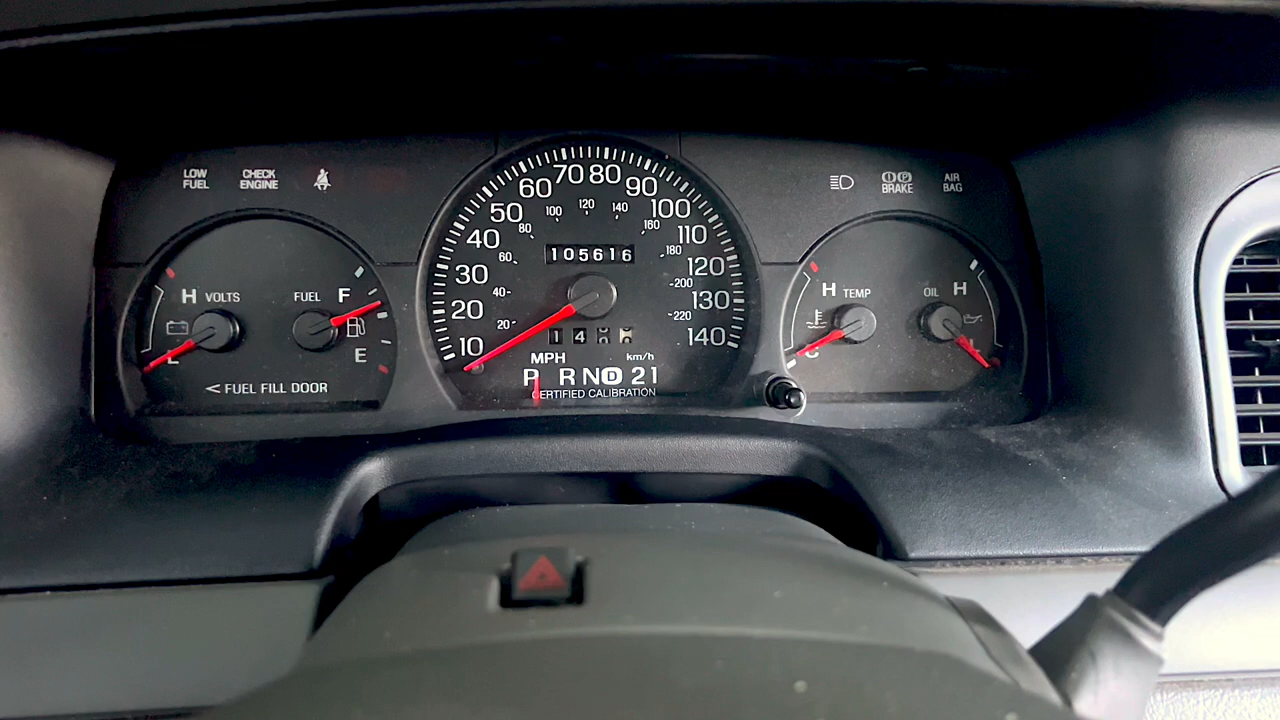 LOW FUEL
CHECK ENGINE
BRAKE
AIR BAG
10 20 30 40 50 60 70 80 90 100 110 120 130 140
20 40 60 80 100 120 140 160 180 200 220
105616
1 4
H VOLTS
L
FUEL F
E
< FUEL FILL DOOR
MPH km/h
P R N D 2 1
CERTIFIED CALIBRATION
H TEMP
C
OIL H
L